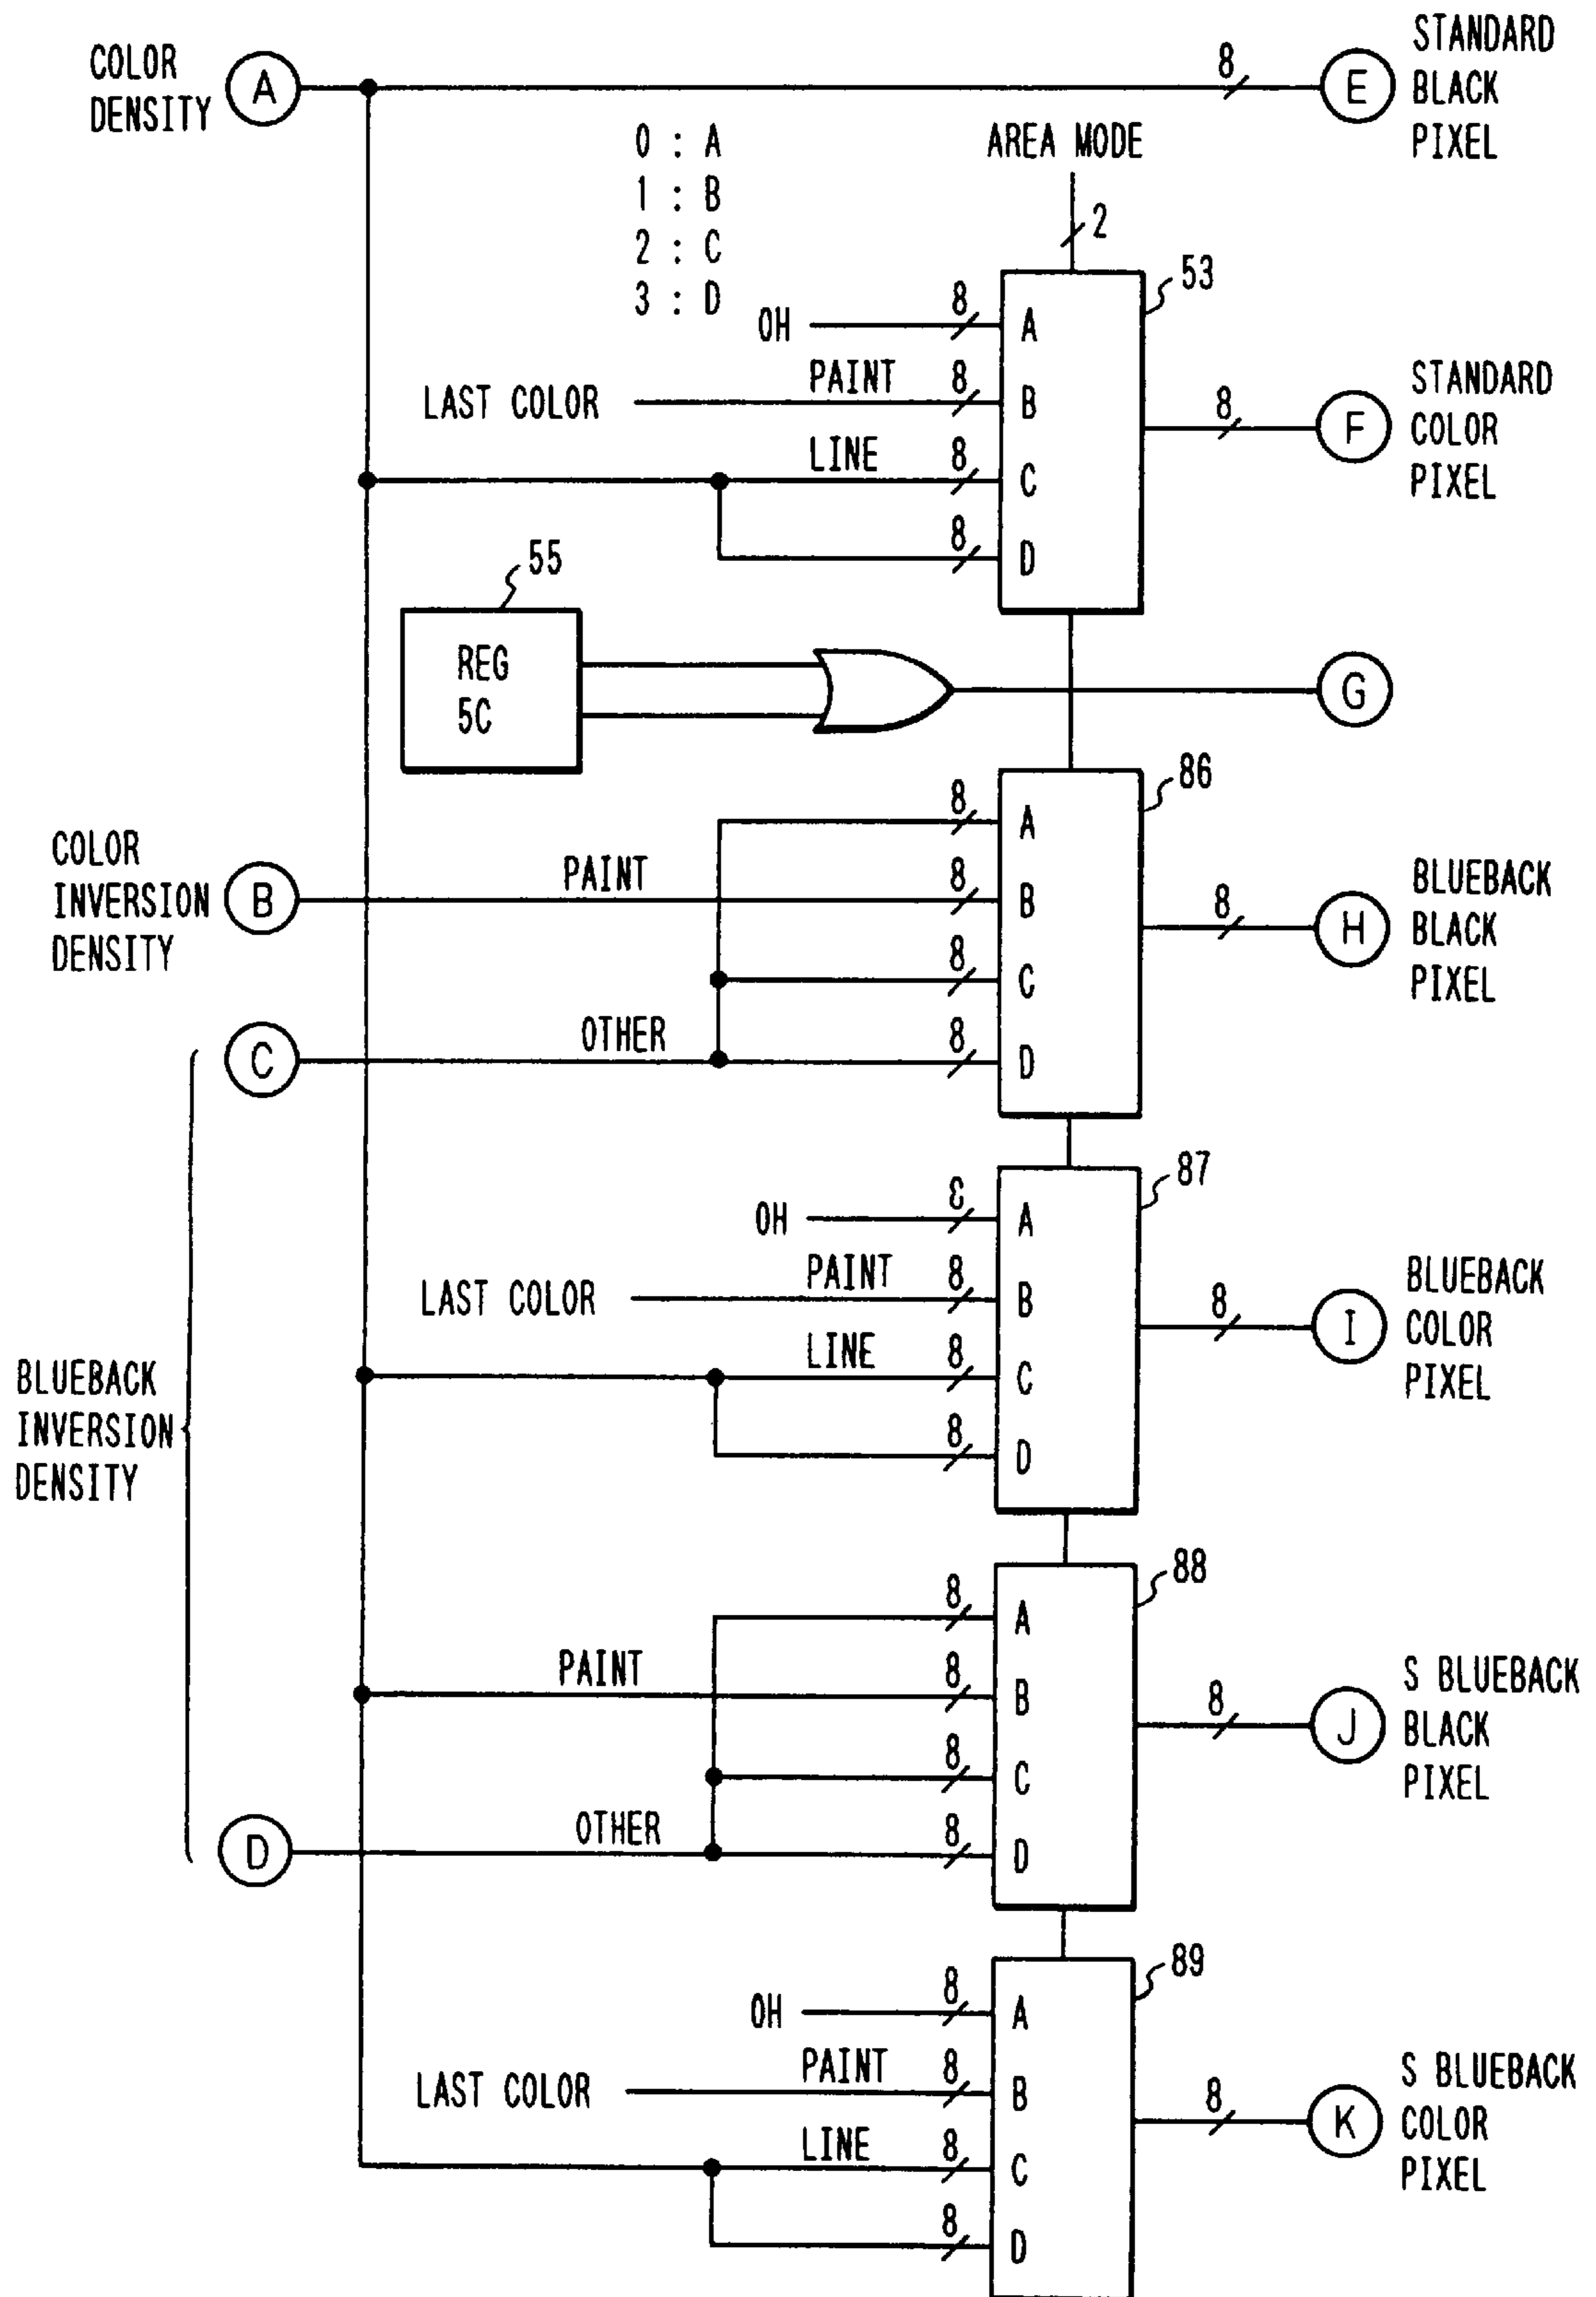 COLOR
DENSITY
A
8
E
STANDARD
BLACK
PIXEL
0 : A
1 : B
2 : C
3 : D
AREA MODE
2
53
0H
8
A
LAST COLOR
PAINT
8
B
LINE
8
C
8
D
8
F
STANDARD
COLOR
PIXEL
55
REG
5C
G
86
COLOR
INVERSION
DENSITY
B
PAINT
8
A
8
B
8
C
C
OTHER
8
D
8
H
BLUEBACK
BLACK
PIXEL
87
0H
8
A
LAST COLOR
PAINT
8
B
LINE
8
C
8
D
8
I
BLUEBACK
COLOR
PIXEL
BLUEBACK
INVERSION
DENSITY
88
8
A
PAINT
8
B
8
C
D
OTHER
8
D
8
J
S BLUEBACK
BLACK
PIXEL
89
0H
8
A
LAST COLOR
PAINT
8
B
LINE
8
C
8
D
8
K
S BLUEBACK
COLOR
PIXEL